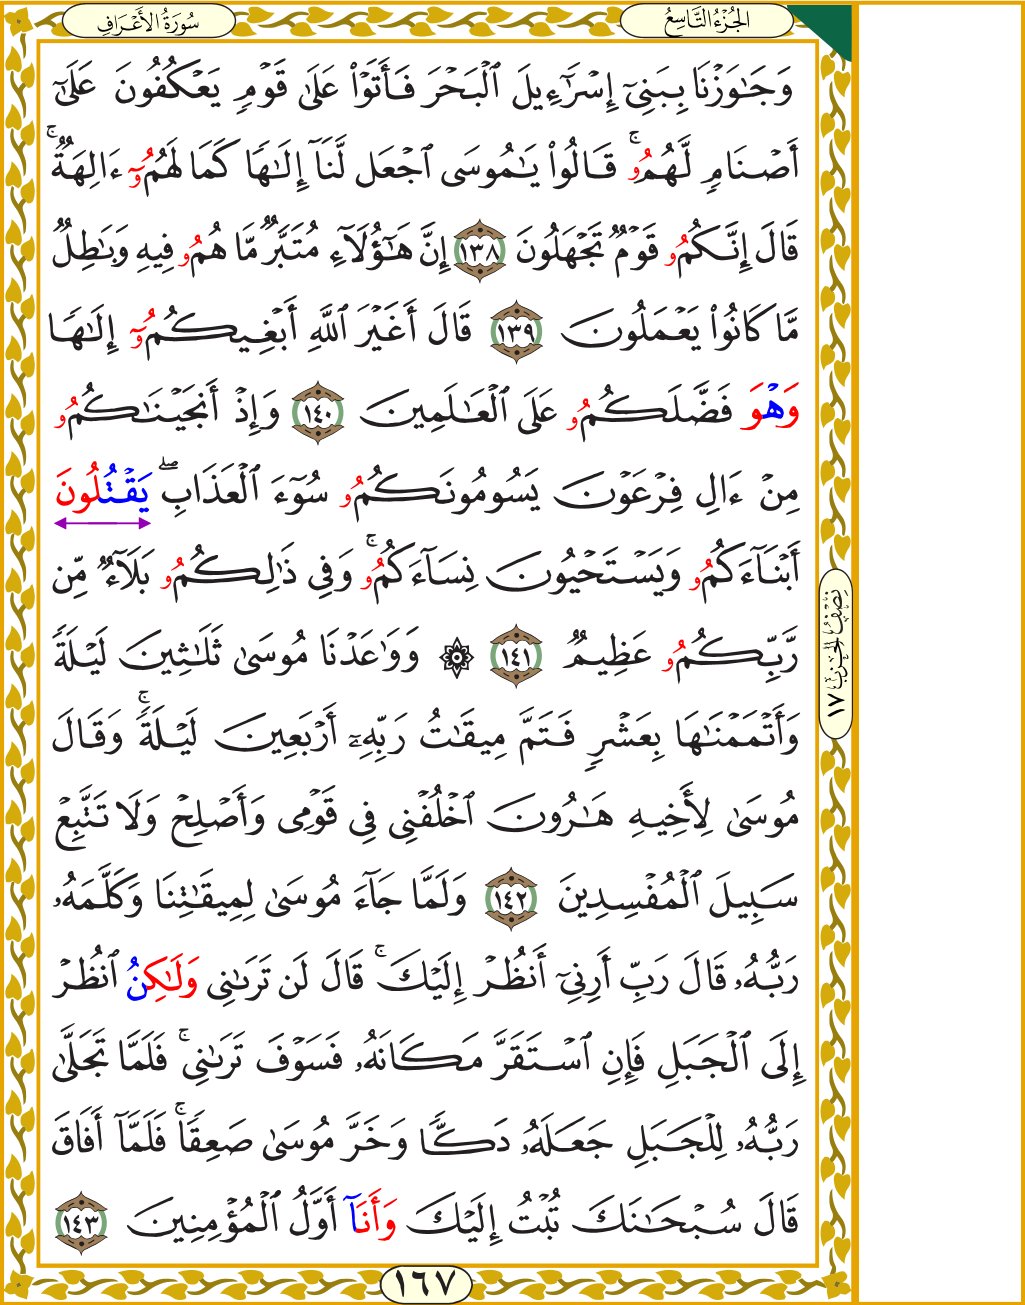 الجُزْءُ التَّاسِعُ
سُورَةُ الأَعْرَافِ
وَجَٰوَزْنَا بِبَنِيٓ إِسْرَٰٓءِيلَ ٱلْبَحْرَ فَأَتَوْا۟ عَلَىٰ قَوْمٖ يَعْكُفُونَ عَلَىٰٓ
أَصْنَامٖ لَّهُمُۥۚ قَالُوا۟ يَٰمُوسَى ٱجْعَل لَّنَآ إِلَٰهٗا كَمَا لَهُمُۥٓ ءَالِهَةٞۚ
قَالَ إِنَّكُمُۥ قَوْمٞ تَجْهَلُونَ ١٣٨ إِنَّ هَٰٓؤُلَآءِ مُتَبَّرٞ مَّا هُمُۥ فِيهِ وَبَٰطِلٞ
مَّا كَانُوا۟ يَعْمَلُونَ ١٣٩ قَالَ أَغَيْرَ ٱللَّهِ أَبْغِيكُمُۥٓ إِلَٰهٗا
وَهْوَ فَضَّلَكُمُۥ عَلَى ٱلْعَٰلَمِينَ ١٤٠ وَإِذْ أَنجَيْنَٰكُمُۥ
مِنْ ءَالِ فِرْعَوْنَ يَسُومُونَكُمُۥ سُوٓءَ ٱلْعَذَابِۖ يَقْتُلُونَ
أَبْنَآءَكُمُۥ وَيَسْتَحْيُونَ نِسَآءَكُمُۥۚ وَفِي ذَٰلِكُمُۥ بَلَآءٞ مِّن
رَّبِّكُمُۥ عَظِيمٞ ١٤١ ۞ وَوَٰعَدْنَا مُوسَىٰ ثَلَٰثِينَ لَيْلَةٗ
وَأَتْمَمْنَٰهَا بِعَشْرٖ فَتَمَّ مِيقَٰتُ رَبِّهِۦٓ أَرْبَعِينَ لَيْلَةٗۚ وَقَالَ
مُوسَىٰ لِأَخِيهِ هَٰرُونَ ٱخْلُفْنِي فِي قَوْمِي وَأَصْلِحْ وَلَا تَتَّبِعْ
سَبِيلَ ٱلْمُفْسِدِينَ ١٤٢ وَلَمَّا جَآءَ مُوسَىٰ لِمِيقَٰتِنَا وَكَلَّمَهُۥ
رَبُّهُۥ قَالَ رَبِّ أَرِنِيٓ أَنظُرْ إِلَيْكَۚ قَالَ لَن تَرَىٰنِي وَلَٰكِنُ ٱنظُرْ
إِلَى ٱلْجَبَلِ فَإِنِ ٱسْتَقَرَّ مَكَانَهُۥ فَسَوْفَ تَرَىٰنِيۚ فَلَمَّا تَجَلَّىٰ
رَبُّهُۥ لِلْجَبَلِ جَعَلَهُۥ دَكّٗا وَخَرَّ مُوسَىٰ صَعِقٗاۚ فَلَمَّآ أَفَاقَ
قَالَ سُبْحَٰنَكَ تُبْتُ إِلَيْكَ وَأَنَآ أَوَّلُ ٱلْمُؤْمِنِينَ ١٤٣
نِصْفُ الحِزْبِ ١٧
١٦٧